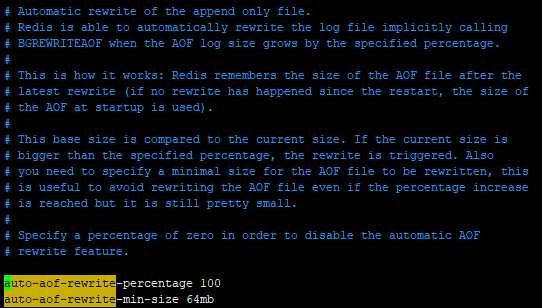 # Automatic rewrite of the append only file.
# Redis is able to automatically rewrite the log file implicitly calling
# BGREWRITEAOF when the AOF log size grows by the specified percentage.
#
# This is how it works: Redis remembers the size of the AOF file after the
# latest rewrite (if no rewrite has happened since the restart, the size of
# the AOF at startup is used).
#
# This base size is compared to the current size. If the current size is
# bigger than the specified percentage, the rewrite is triggered. Also
# you need to specify a minimal size for the AOF file to be rewritten, this
# is useful to avoid rewriting the AOF file even if the percentage increase
# is reached but it is still pretty small.
#
# Specify a percentage of zero in order to disable the automatic AOF
# rewrite feature.

auto-aof-rewrite-percentage 100
auto-aof-rewrite-min-size 64mb